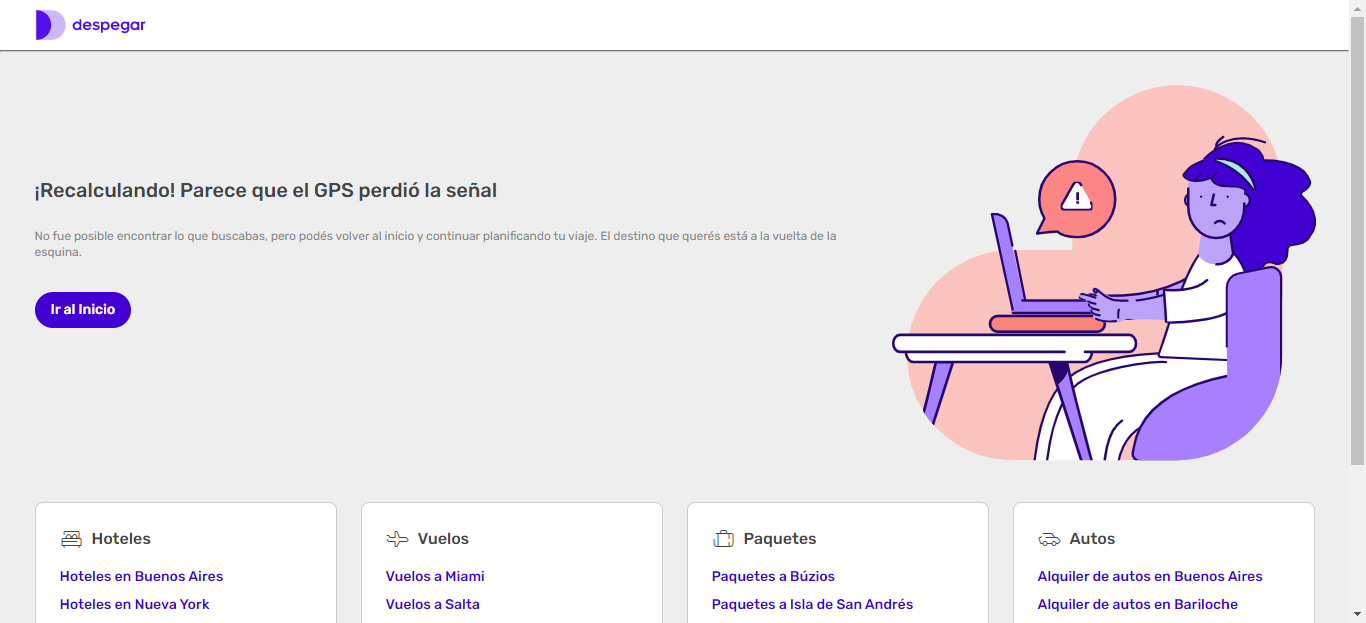 despegar
¡Recalculando! Parece que el GPS perdió la señal
No fue posible encontrar lo que buscabas, pero podés volver al inicio y continuar planificando tu viaje. El destino que querés está a la vuelta de la
esquina.
Ir al Inicio
!
Hoteles
Hoteles en Buenos Aires
Hoteles en Nueva York
Vuelos
Vuelos a Miami
Vuelos a Salta
Paquetes
Paquetes a Búzios
Paquetes a Isla de San Andrés
Autos
Alquiler de autos en Buenos Aires
Alquiler de autos en Bariloche